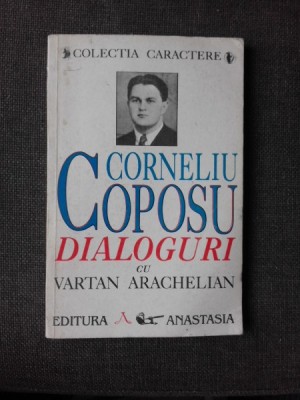 COLECTIA CARACTERE
CORNELIU
COPOSU
DIALOGURI
CU
VARTAN ARACHELIAN
EDITURA A ANASTASIA